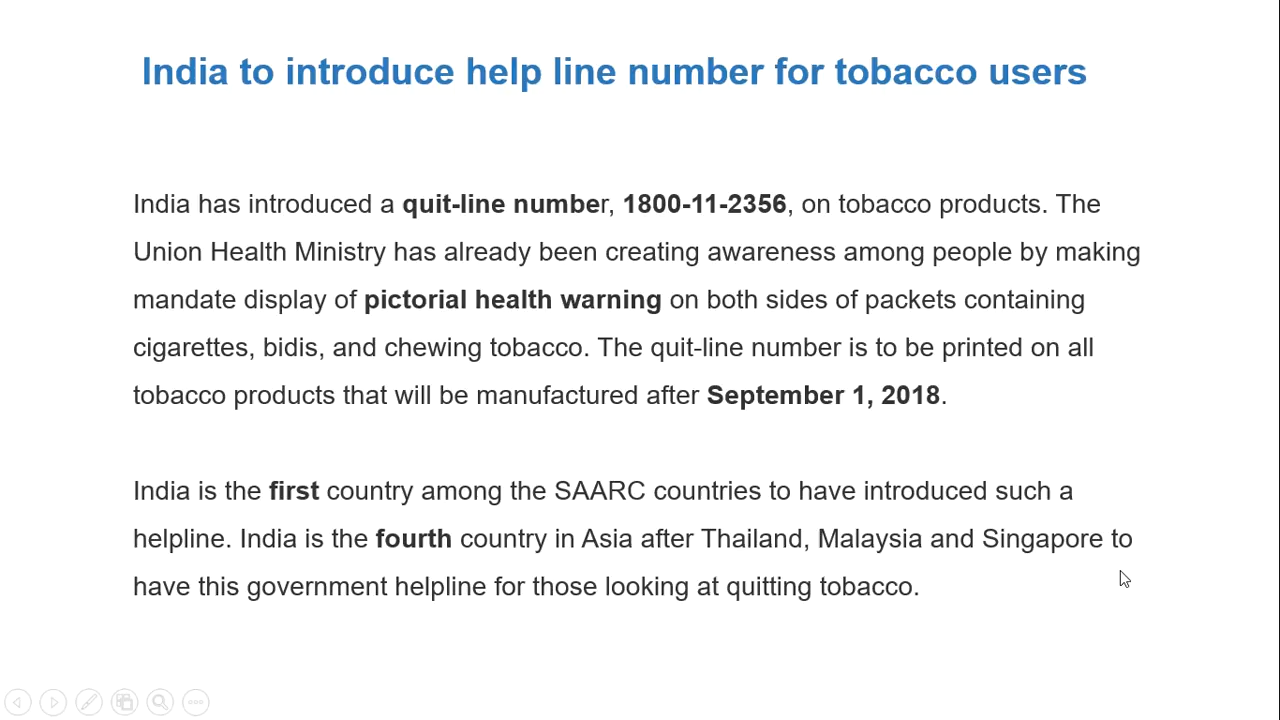 India to introduce help line number for tobacco users
India has introduced a quit-line number, 1800-11-2356, on tobacco products. The
Union Health Ministry has already been creating awareness among people by making
mandate display of pictorial health warning on both sides of packets containing
cigarettes, bidis, and chewing tobacco. The quit-line number is to be printed on all
tobacco products that will be manufactured after September 1, 2018.
India is the first country among the SAARC countries to have introduced such a
helpline. India is the fourth country in Asia after Thailand, Malaysia and Singapore to
have this government helpline for those looking at quitting tobacco.